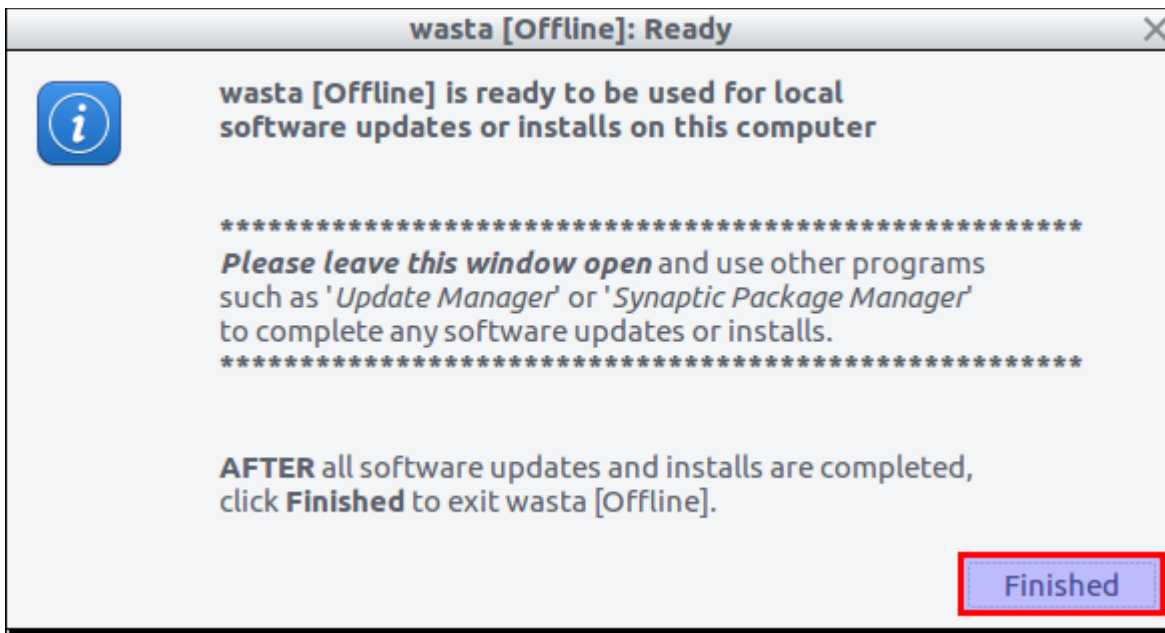 wasta [Offline]: Ready
wasta [Offline] is ready to be used for local
software updates or installs on this computer
******************************************************
Please leave this window open and use other programs
such as 'Update Manager' or 'Synaptic Package Manager'
to complete any software updates or installs.
******************************************************
AFTER all software updates and installs are completed,
click Finished to exit wasta [Offline].
Finished